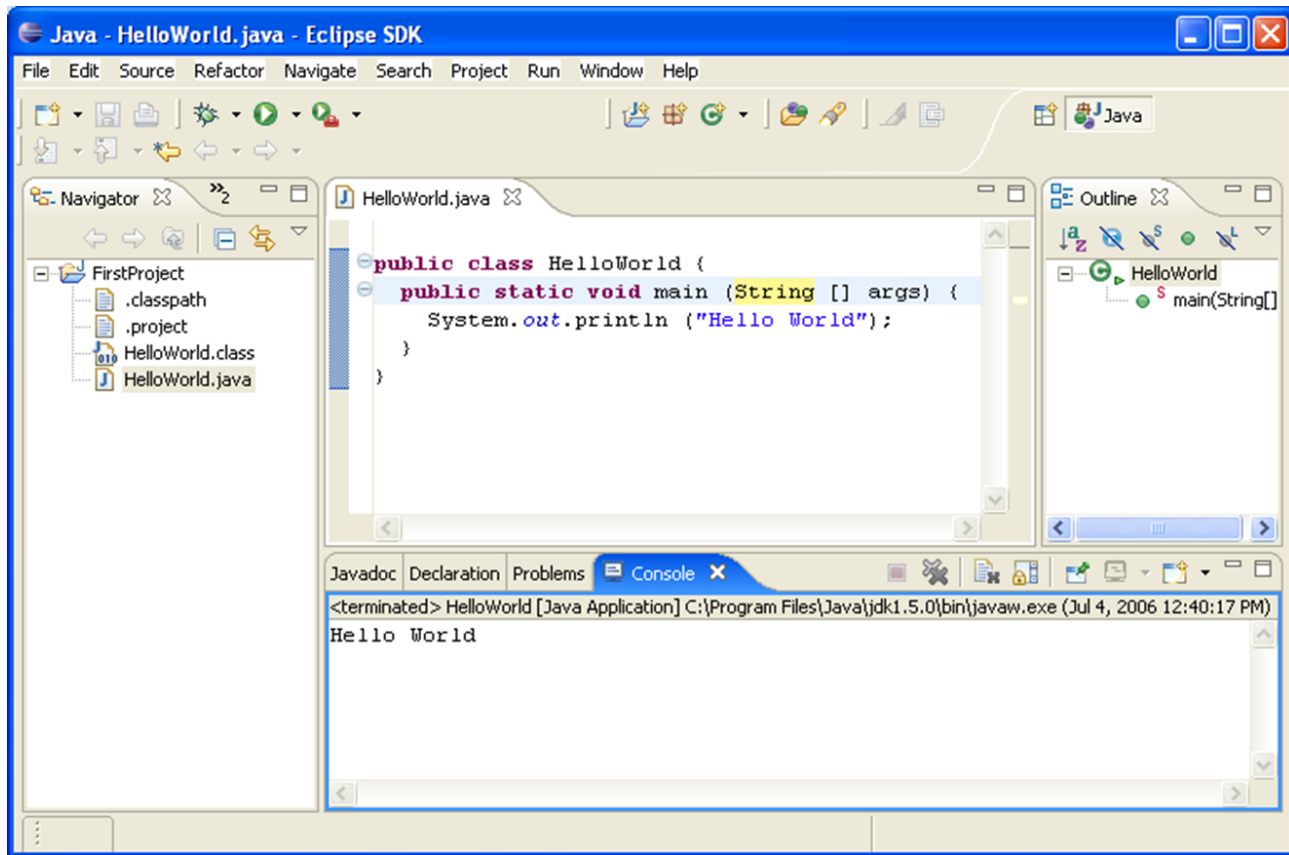 Java - HelloWorld.java - Eclipse SDK
File Edit Source Refactor Navigate Search Project Run Window Help
Java
Navigator »2
HelloWorld.java
Outline
FirstProject
.classpath
.project
HelloWorld.class
HelloWorld.java
public class HelloWorld {
public static void main (String [] args) {
System.out.println ("Hello World");
}
}
HelloWorld
S main(String[]
Javadoc Declaration Problems Console
<terminated> HelloWorld [Java Application] C:\Program Files\Java\jdk1.5.0\bin\javaw.exe (Jul 4, 2006 12:40:17 PM)
Hello World